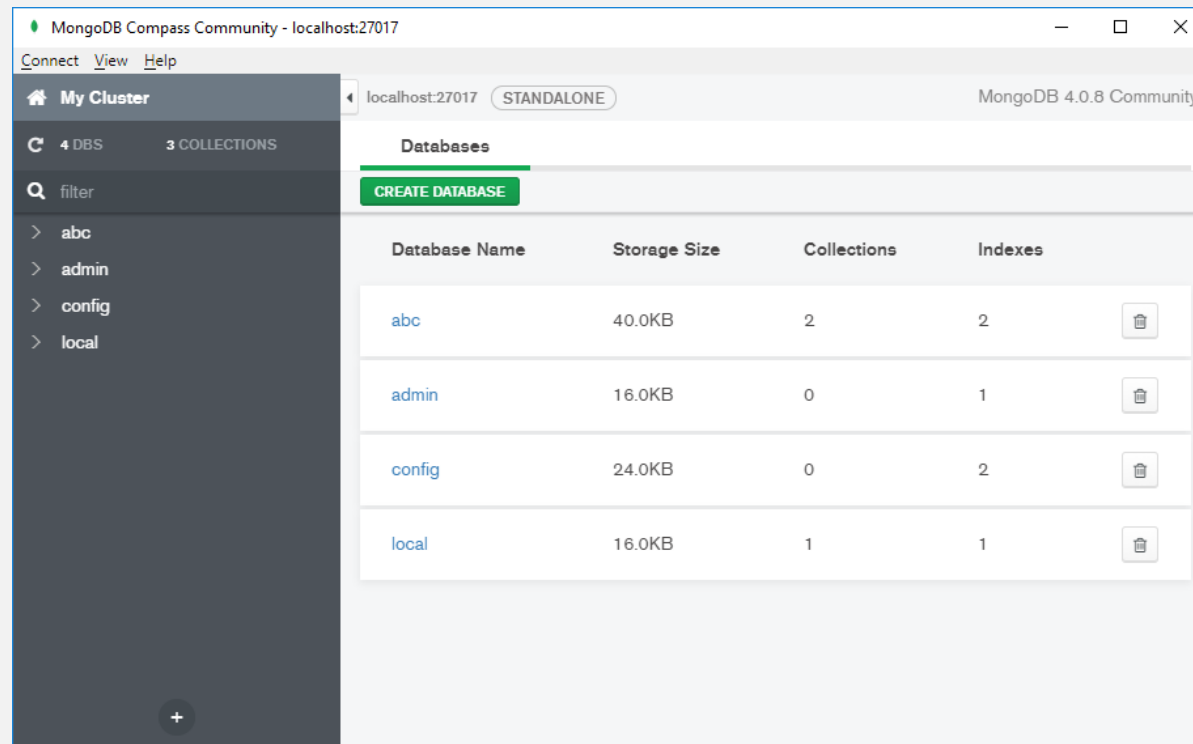 MongoDB Compass Community - localhost:27017
Connect View Help
My Cluster
localhost:27017 STANDALONE MongoDB 4.0.8 Community
4 DBS 3 COLLECTIONS
Databases
filter
CREATE DATABASE
abc
admin
config
local
Database Name Storage Size Collections Indexes
abc 40.0KB 2 2
admin 16.0KB 0 1
config 24.0KB 0 2
local 16.0KB 1 1
+